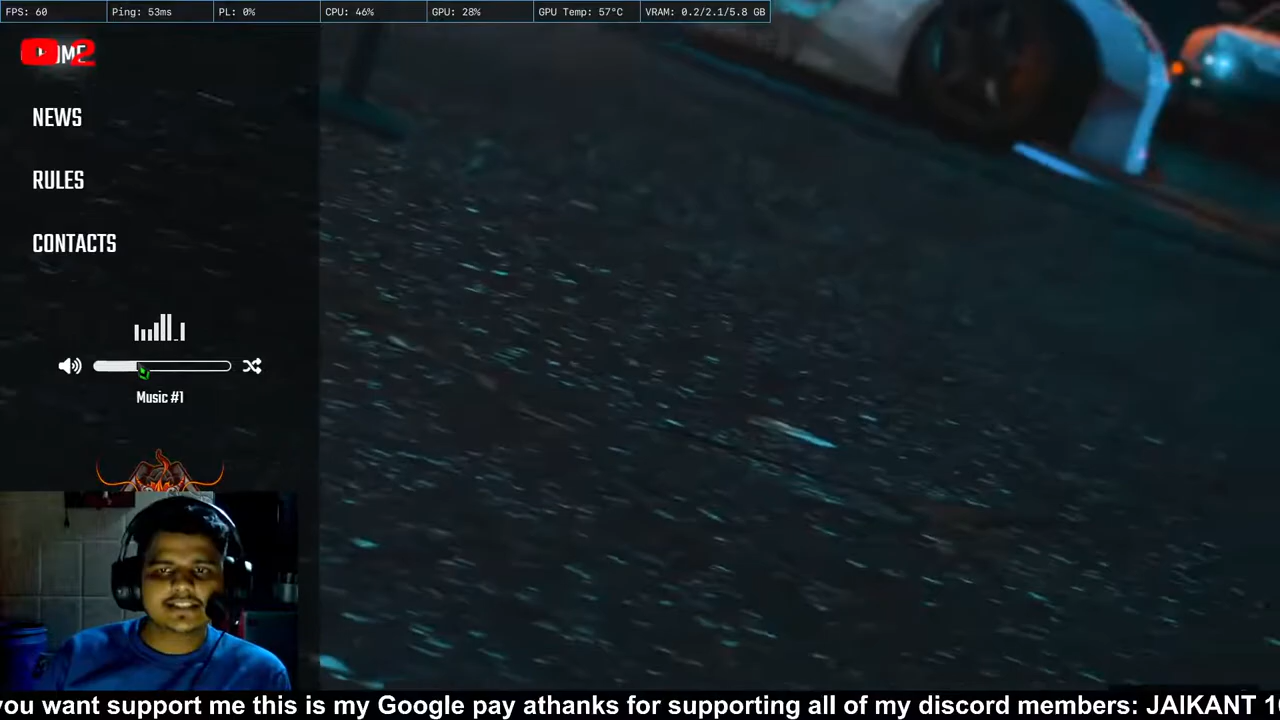 FPS: 60 Ping: 53ms PL: 0% CPU: 46% GPU: 28% GPU Temp: 57°C VRAM: 0.2/2.1/5.8 GB
2
NEWS
RULES
CONTACTS
Music #1
you want support me this is my Google pay athanks for supporting all of my discord members: JAIKANT